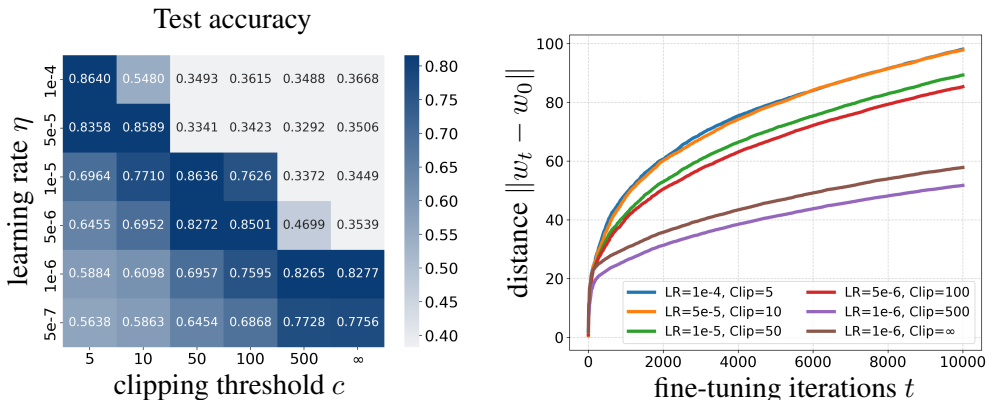 Test accuracy
learning rate η
1e-4 0.8640 0.5480 0.3493 0.3615 0.3488 0.3668
5e-5 0.8358 0.8589 0.3341 0.3423 0.3292 0.3506
1e-5 0.6964 0.7710 0.8636 0.7626 0.3372 0.3449
5e-6 0.6455 0.6952 0.8272 0.8501 0.4699 0.3539
1e-6 0.5884 0.6098 0.6957 0.7595 0.8265 0.8277
5e-7 0.5638 0.5863 0.6454 0.6868 0.7728 0.7756
5 10 50 100 500 ∞
clipping threshold c
0.80
0.75
0.70
0.65
0.60
0.55
0.50
0.45
0.40
distance ||w_t − w_0||
100
80
60
40
20
0
LR=1e-4, Clip=5
LR=5e-5, Clip=10
LR=1e-5, Clip=50
LR=5e-6, Clip=100
LR=1e-6, Clip=500
LR=1e-6, Clip=∞
0 2000 4000 6000 8000 10000
fine-tuning iterations t